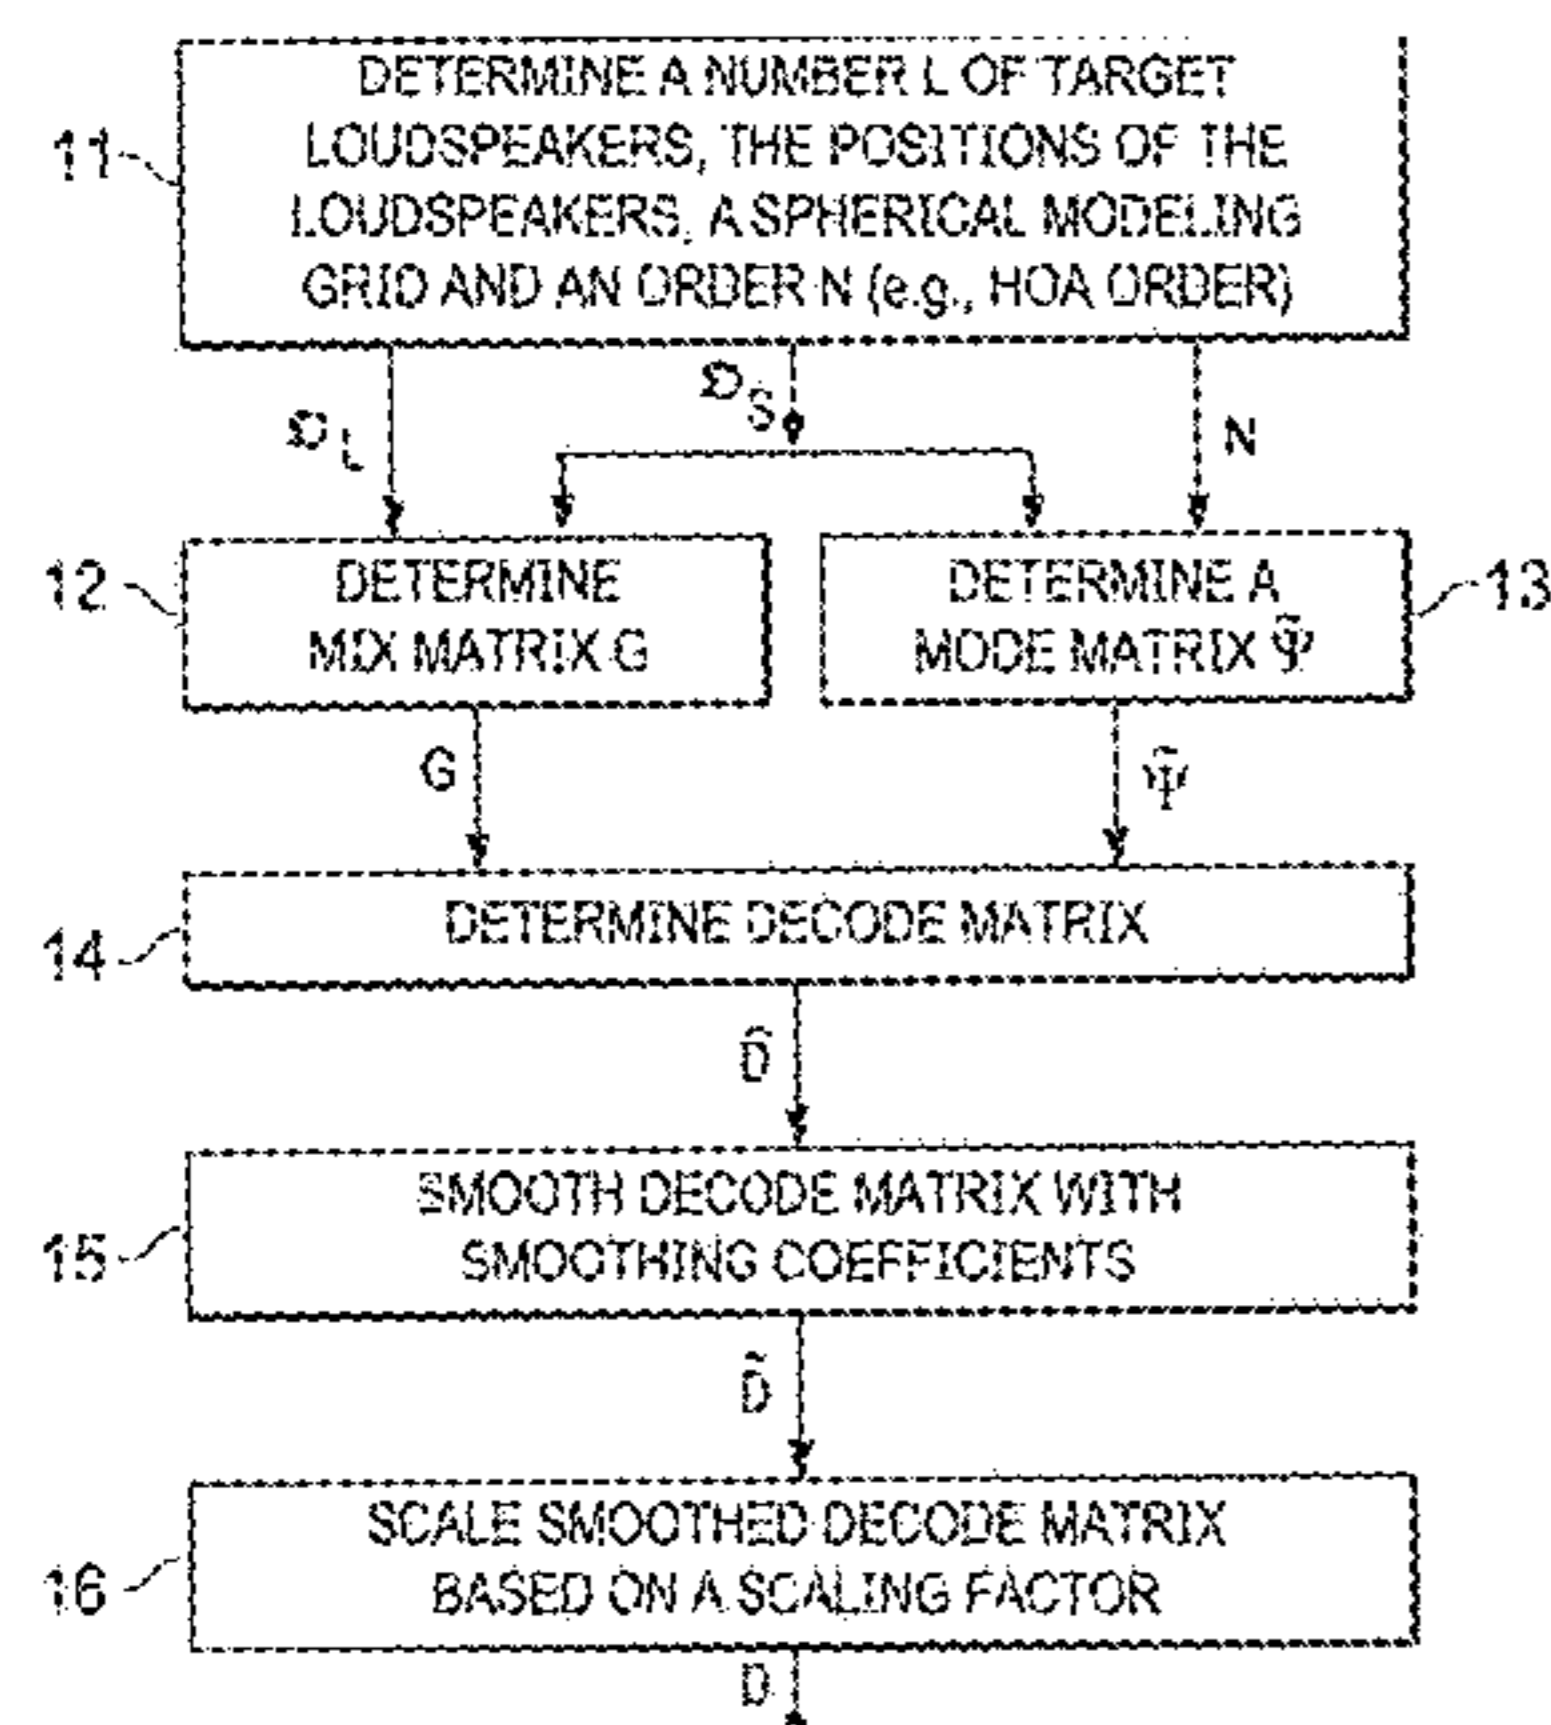 DETERMINE A NUMBER L OF TARGET
LOUDSPEAKERS, THE POSITIONS OF THE
LOUDSPEAKERS, A SPHERICAL MODELING
GRID AND AN ORDER N (e.g., HOA ORDER)
11
𝔇L
𝔇S
N
12
DETERMINE
MIX MATRIX G
DETERMINE A
MODE MATRIX Ψ̃
13
G
Ψ̃
14
DETERMINE DECODE MATRIX
D̂
15
SMOOTH DECODE MATRIX WITH
SMOOTHING COEFFICIENTS
D̃
16
SCALE SMOOTHED DECODE MATRIX
BASED ON A SCALING FACTOR
D